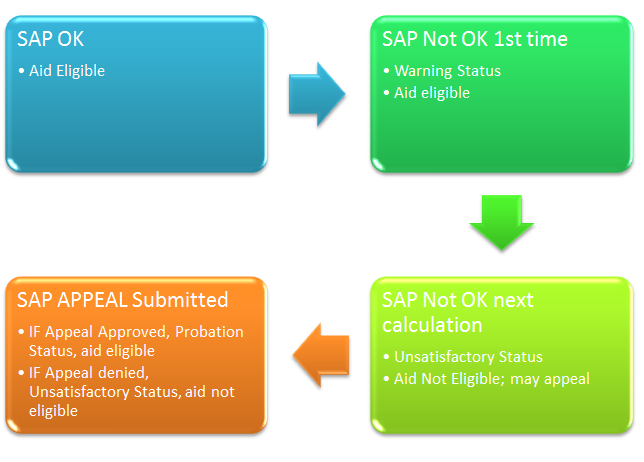 SAP OK
• Aid Eligible
SAP Not OK 1st time
• Warning Status
• Aid eligible
SAP Not OK next
calculation
• Unsatisfactory Status
• Aid Not Eligible; may appeal
SAP APPEAL Submitted
• IF Appeal Approved, Probation
Status, aid eligible
• IF Appeal denied,
Unsatisfactory Status, aid not
eligible